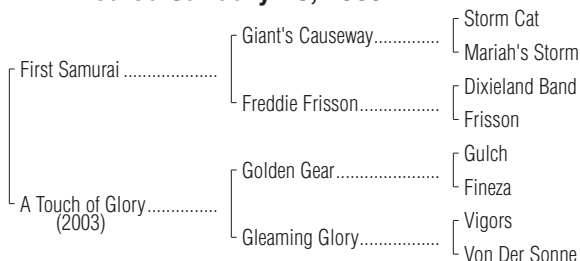 Storm Cat
Giant's Causeway..............
Mariah's Storm
First Samurai ....................
Dixieland Band
Freddie Frisson.................
Frisson
Gulch
Golden Gear......................
Fineza
A Touch of Glory...............
(2003)
Vigors
Gleaming Glory.................
Von Der Sonne